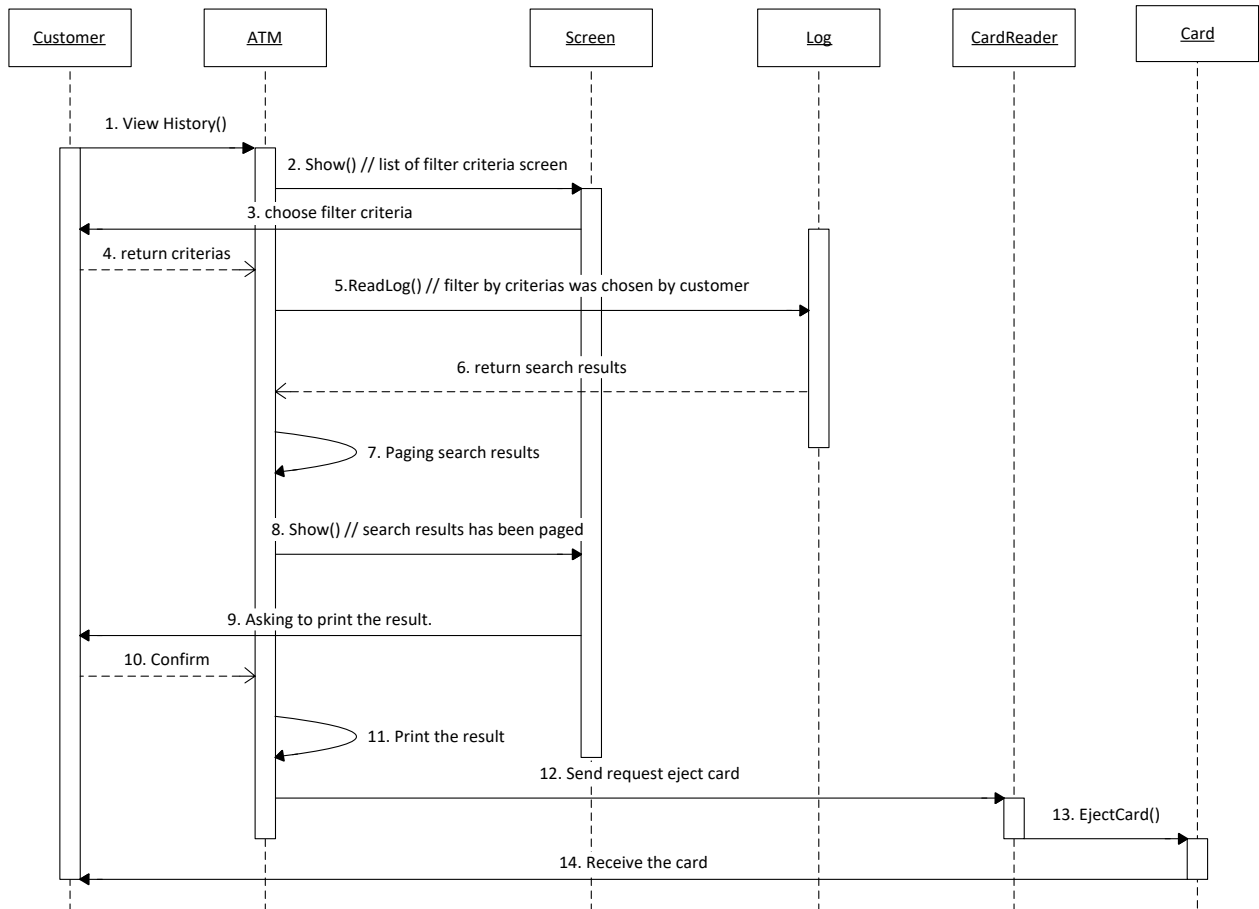 Customer
ATM
Screen
Log
CardReader
Card
1. View History()
2. Show() // list of filter criteria screen
3. choose filter criteria
4. return criterias
5.ReadLog() // filter by criterias was chosen by customer
6. return search results
7. Paging search results
8. Show() // search results has been paged
9. Asking to print the result.
10. Confirm
11. Print the result
12. Send request eject card
13. EjectCard()
14. Receive the card